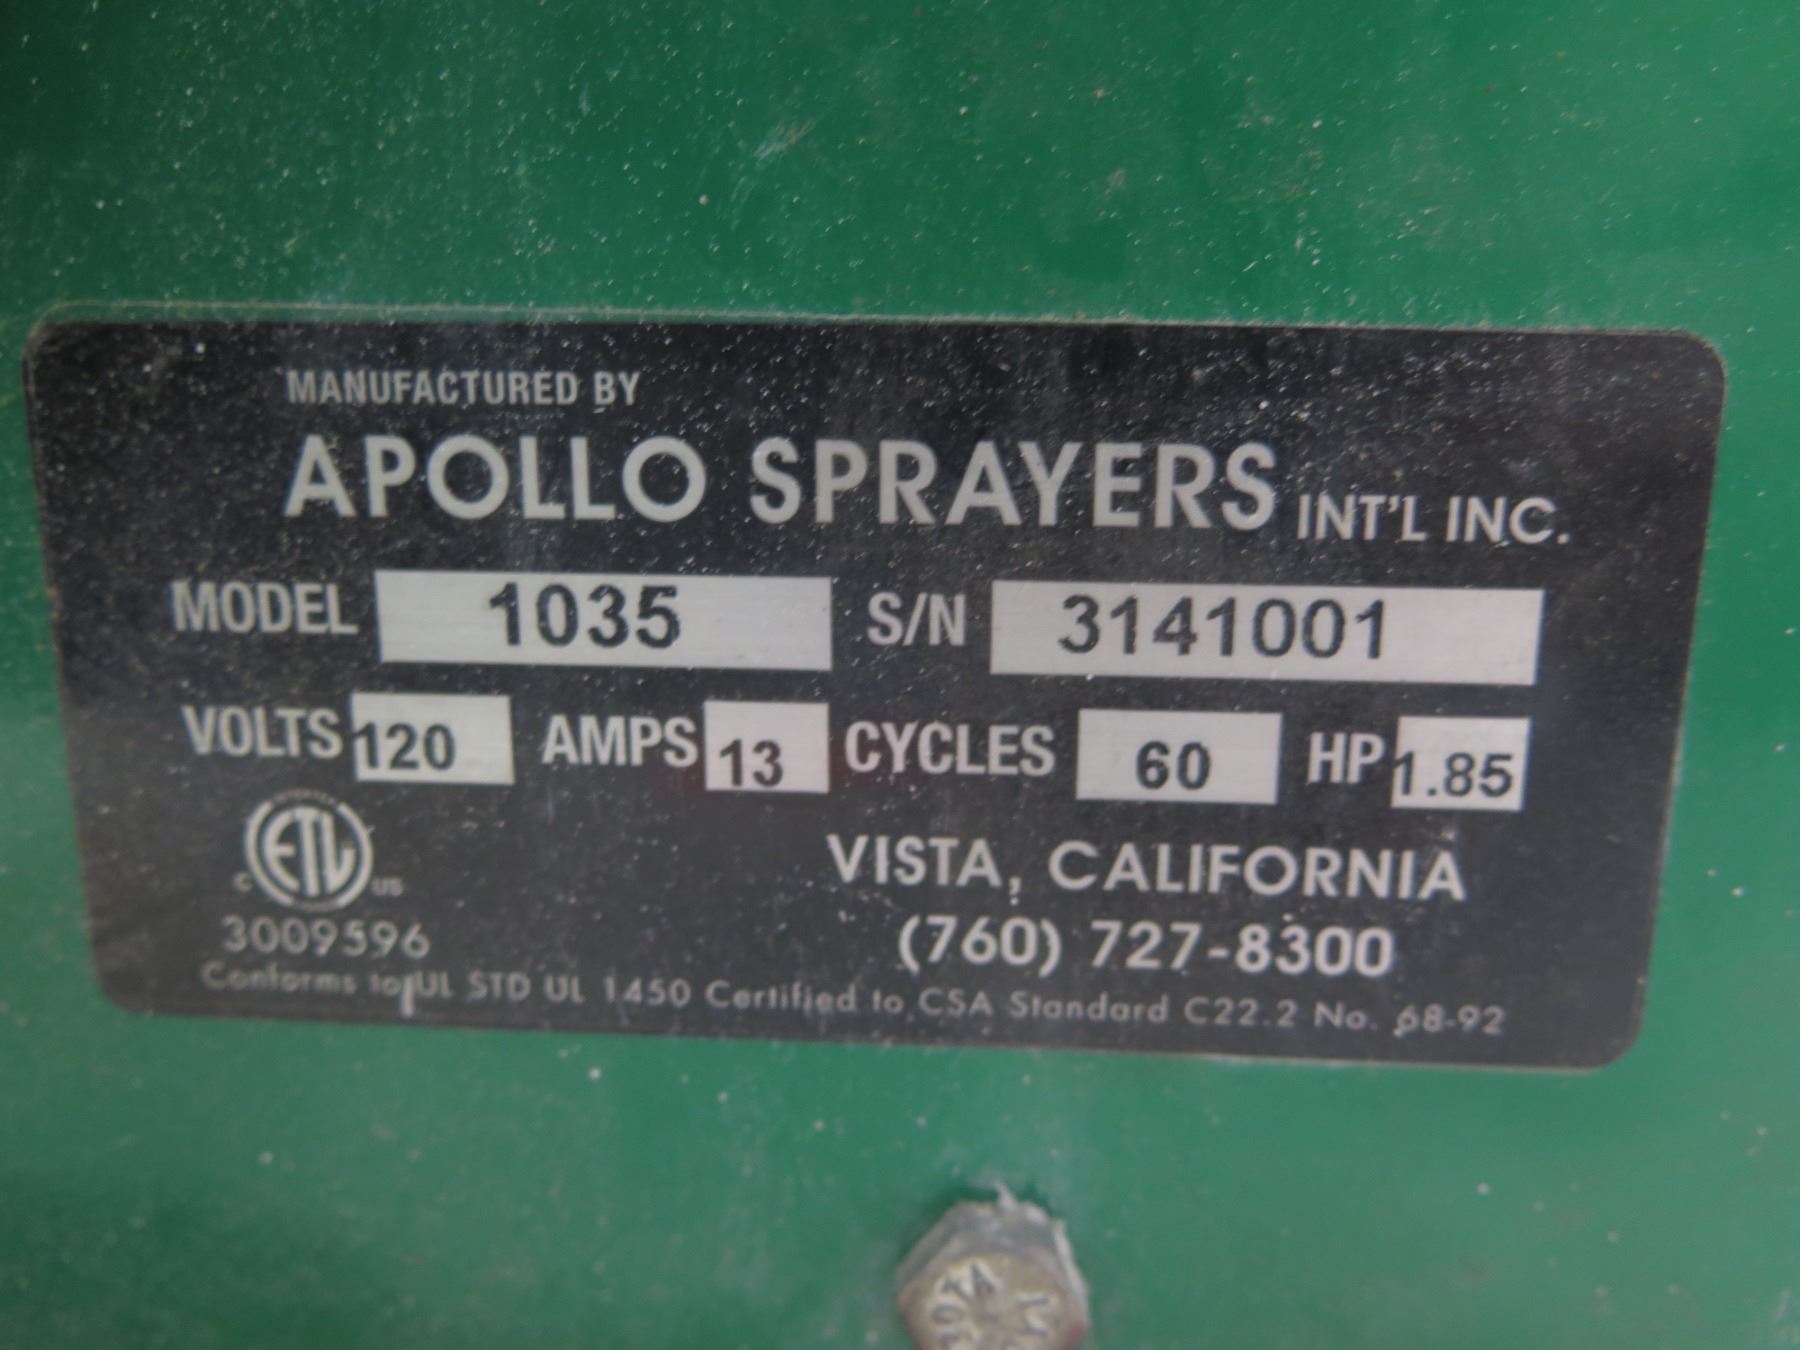 MANUFACTURED BY
APOLLO SPRAYERS INT'L INC.
MODEL 1035 S/N 3141001
VOLTS 120 AMPS 13 CYCLES 60 HP 1.85
ETL
C US
3009596
VISTA, CALIFORNIA
(760) 727-8300
Conforms to UL STD UL 1450 Certified to CSA Standard C22.2 No. 68-92